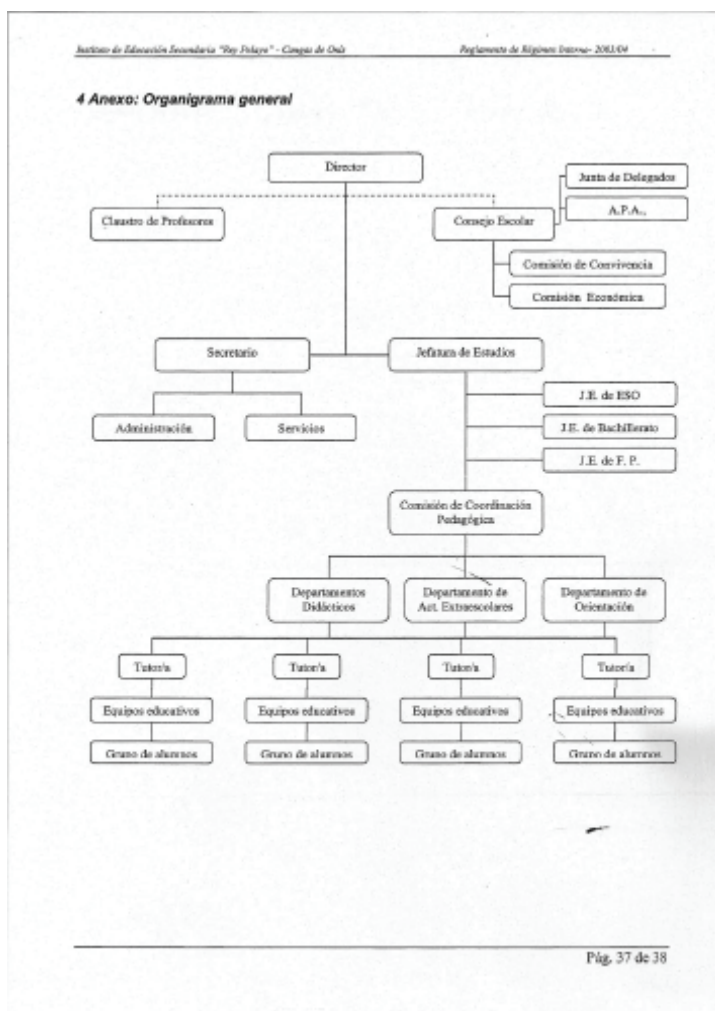 Instituto de Educación Secundaria "Rey Pelayo" - Cangas de Onís
Reglamento de Régimen Interno- 2003/04
4 Anexo: Organigrama general
Director
Junta de Delegados
Claustro de Profesores
Consejo Escolar
A.P.A.,
Comisión de Convivencia
Comisión Económica
Secretario
Jefatura de Estudios
J.E. de ESO
Administración
Servicios
J.E. de Bachillerato
J.E. de F. P.
Comisión de Coordinación
Pedagógica
Departamentos
Didácticos
Departamento de
Act. Extraescolares
Departamento de
Orientación
Tutor/a
Tutor/a
Tutor/a
Tutor/a
Equipos educativos
Equipos educativos
Equipos educativos
Equipos educativos
Grupo de alumnos
Grupo de alumnos
Grupo de alumnos
Grupo de alumnos
Pág. 37 de 38